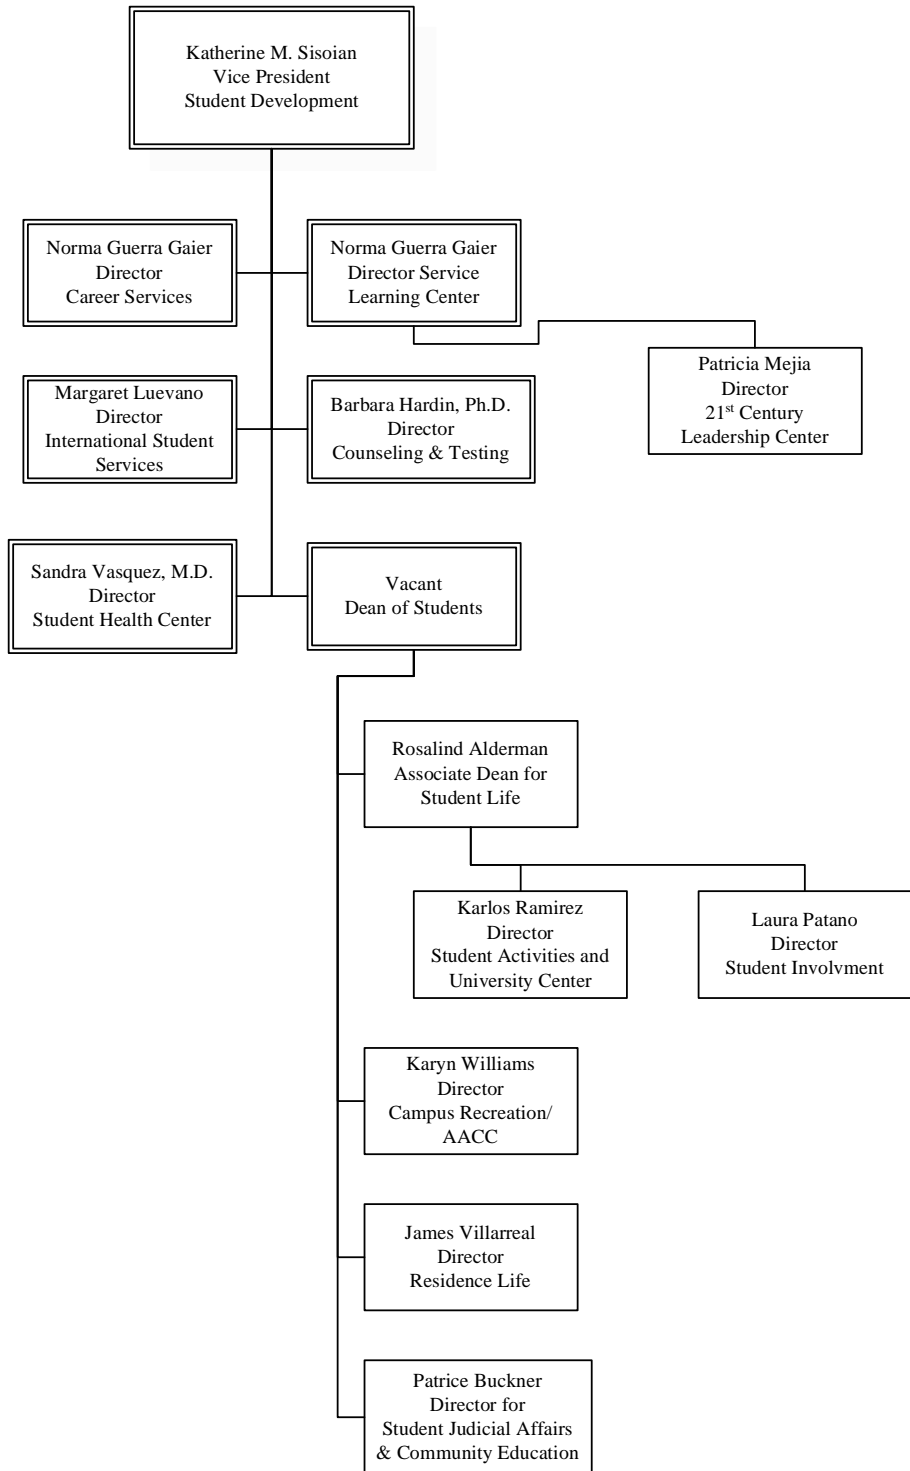 Katherine M. Sisoian
Vice President
Student Development
Norma Guerra Gaier
Director
Career Services
Norma Guerra Gaier
Director Service
Learning Center
Patricia Mejia
Director
21st Century
Leadership Center
Margaret Luevano
Director
International Student
Services
Barbara Hardin, Ph.D.
Director
Counseling & Testing
Sandra Vasquez, M.D.
Director
Student Health Center
Vacant
Dean of Students
Rosalind Alderman
Associate Dean for
Student Life
Karlos Ramirez
Director
Student Activities and
University Center
Laura Patano
Director
Student Involvment
Karyn Williams
Director
Campus Recreation/
AACC
James Villarreal
Director
Residence Life
Patrice Buckner
Director for
Student Judicial Affairs
& Community Education